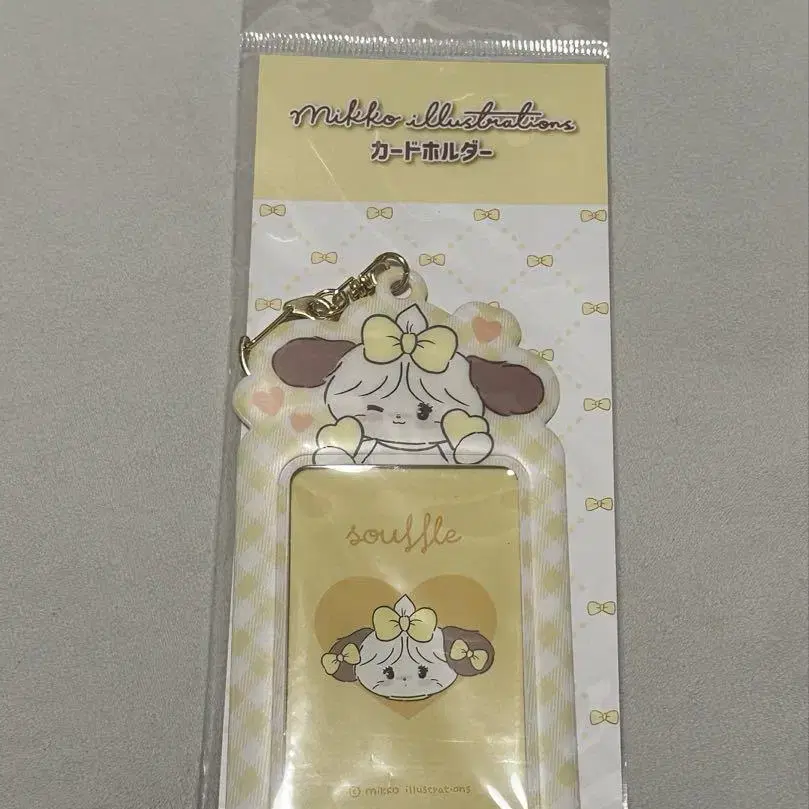 Mikko illustrations
カードホルダー
souffle
© mikko illustrations